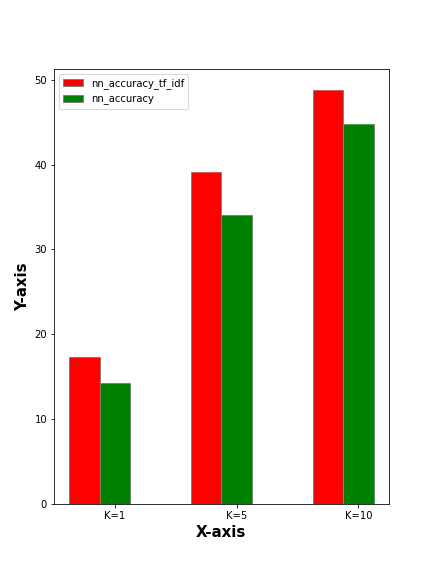 nn_accuracy_tf_idf
nn_accuracy
50
40
30
20
10
0
Y-axis
K=1 K=5 K=10
X-axis